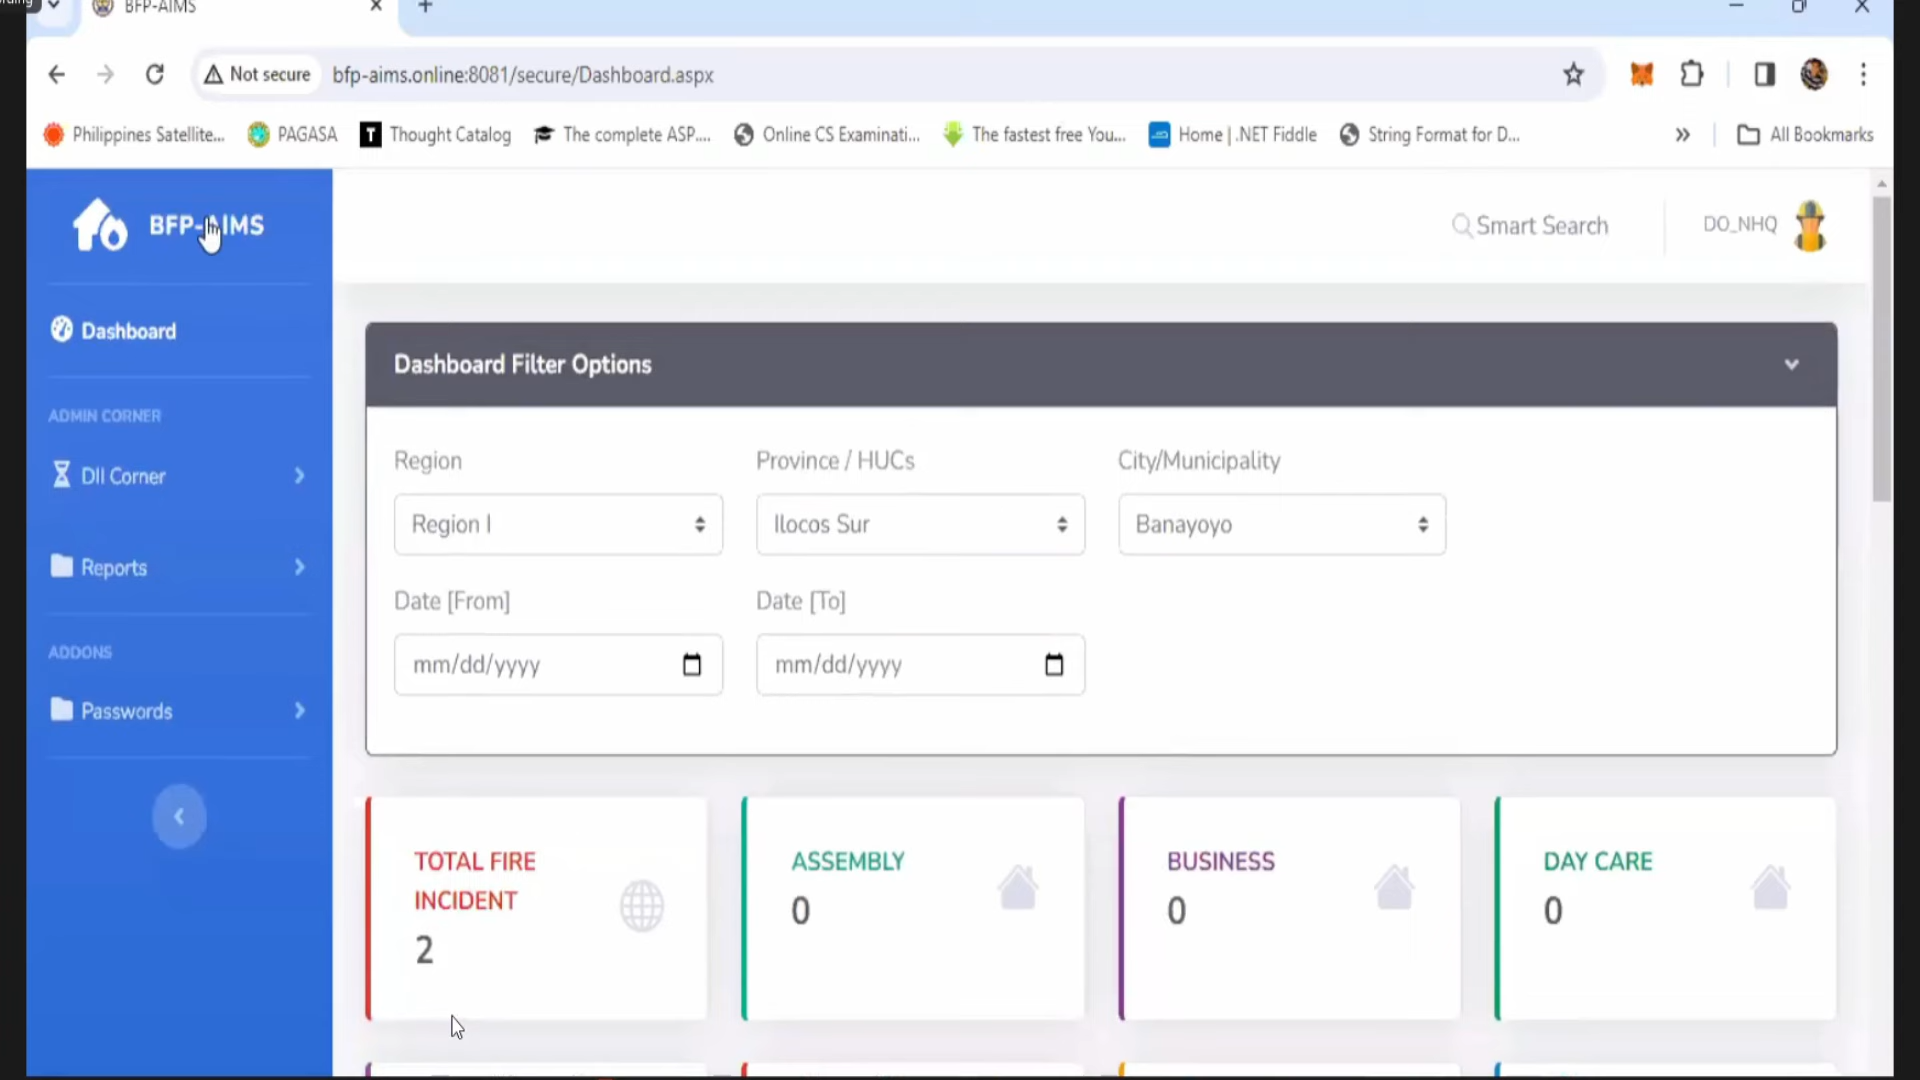 BFP-AIMS
Not secure bfp-aims.online:8081/secure/Dashboard.aspx
Philippines Satellite... PAGASA T Thought Catalog The complete ASP.... Online CS Examinati... The fastest free You... Home | .NET Fiddle String Format for D... » All Bookmarks
BFP-AIMS
Smart Search DO_NHQ
Dashboard
ADMIN CORNER
DII Corner
Reports
ADDONS
Passwords
Dashboard Filter Options
Region Province / HUCs City/Municipality
Region I Ilocos Sur Banayoyo
Date [From] Date [To]
mm/dd/yyyy mm/dd/yyyy
TOTAL FIRE
INCIDENT
2
ASSEMBLY
0
BUSINESS
0
DAY CARE
0